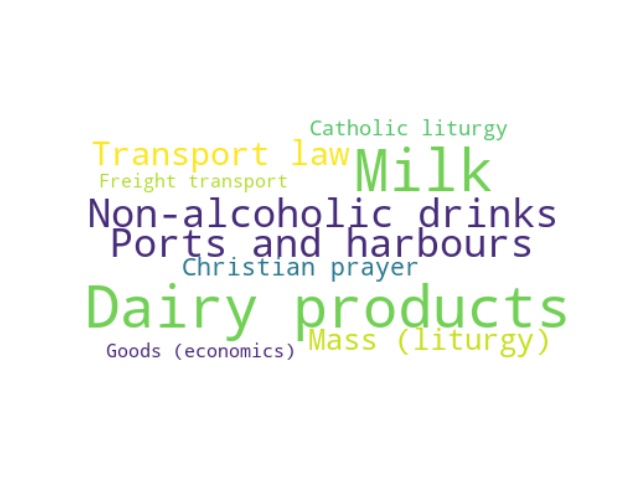 Catholic liturgy
Transport law
Milk
Freight transport
Non-alcoholic drinks
Ports and harbours
Christian prayer
Dairy products
Mass (liturgy)
Goods (economics)